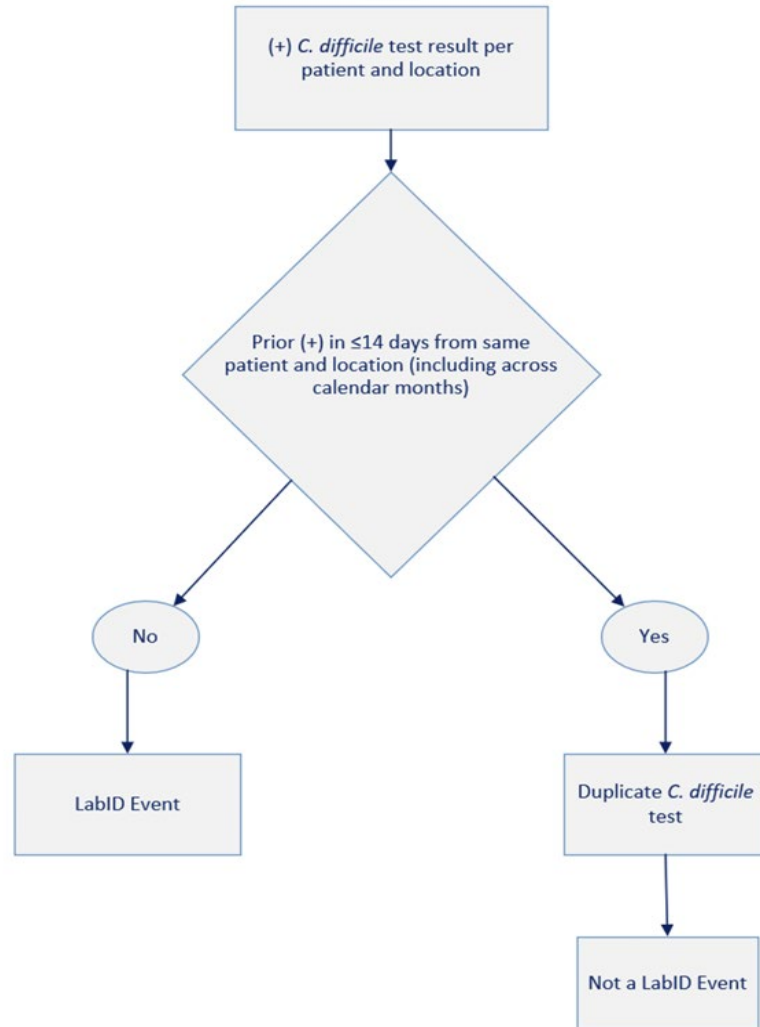 (+) C. difficile test result per
patient and location
Prior (+) in ≤14 days from same
patient and location (including across
calendar months)
No
Yes
LabID Event
Duplicate C. difficile
test
Not a LabID Event